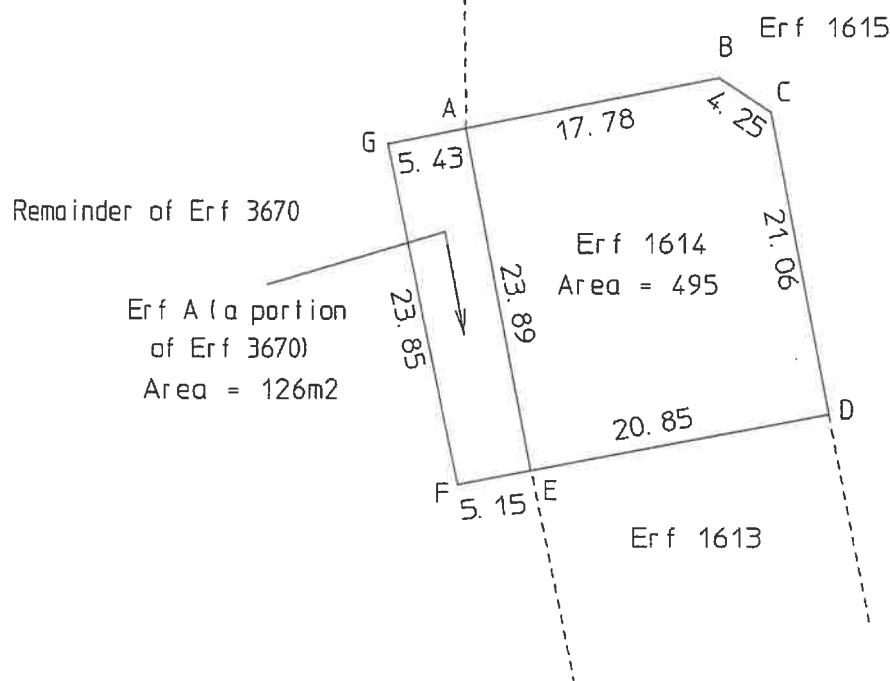 Erf 1615
B
C
A
4. 25
17. 78
G
5. 43
Remainder of Erf 3670
21. 06
Erf 1614
Area = 495
23. 89
23. 85
Erf A (a portion
of Erf 3670)
Area = 126m2
D
20. 85
F
E
5. 15
Erf 1613